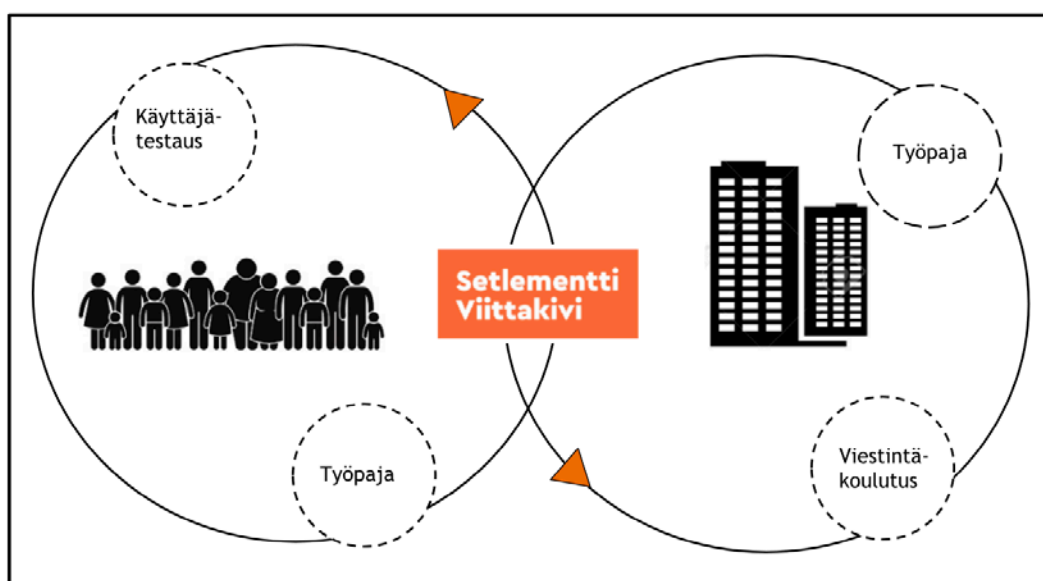 Käyttäjä-
testaus
Työpaja
Setlementti
Viittakivi
Työpaja
Viestintä-
koulutus